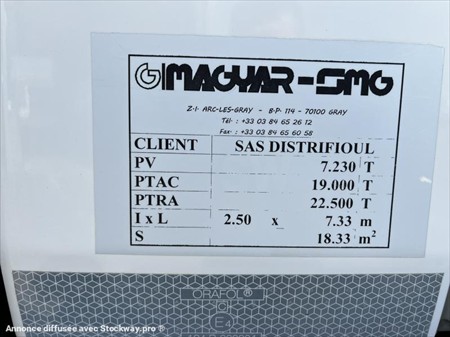 G MAGYAR-SMG
Z-I- ARC-LES-GRAY - B-P- 114 - 70100 GRAY
Tél- : +33 03 84 65 26 12
Fax- : +33 03 84 65 60 58
CLIENT SAS DISTRIFIOUL
PV 7.230 T
PTAC 19.000 T
PTRA 22.500 T
I x L 2.50 x 7.33 m
S 18.33 m²
ORAFOL®
E4
Annonce diffusée avec Stockway.pro ®